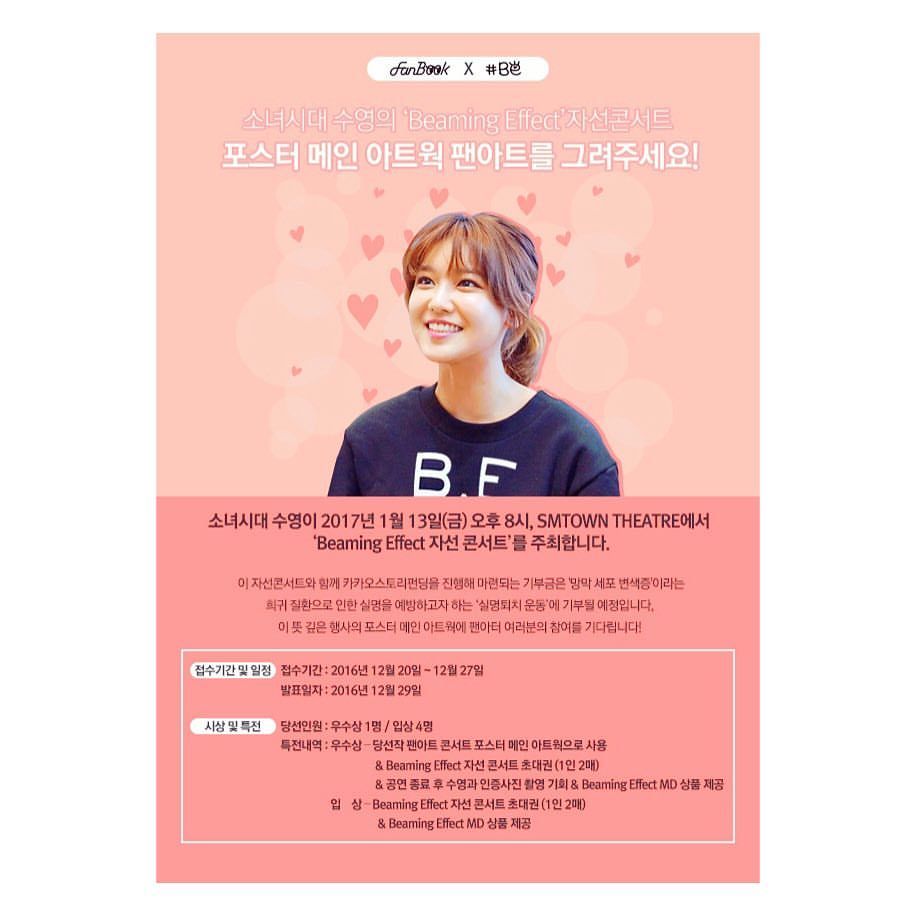 FanBook X #B쁘
소녀시대 수영의 ‘Beaming Effect’자선콘서트
포스터 메인 아트웍 팬아트를 그려주세요!
B.E
소녀시대 수영이 2017년 1월 13일(금) 오후 8시, SMTOWN THEATRE에서
‘Beaming Effect 자선 콘서트’를 주최합니다.
이 자선콘서트와 함께 카카오스토리펀딩을 진행해 마련되는 기부금은 '망막 세포 변색증'이라는
희귀 질환으로 인한 실명을 예방하고자 하는 ‘실명퇴치 운동’에 기부될 예정입니다.
이 뜻 깊은 행사의 포스터 메인 아트웍에 팬아터 여러분의 참여를 기다립니다!
접수기간 및 일정 접수기간 : 2016년 12월 20일 ~ 12월 27일
발표일자 : 2016년 12월 29일
시상 및 특전 당선인원 : 우수상 1명 / 입상 4명
특전내역 : 우수상 – 당선작 팬아트 콘서트 포스터 메인 아트웍으로 사용
& Beaming Effect 자선 콘서트 초대권 (1인 2매)
& 공연 종료 후 수영과 인증사진 촬영 기회 & Beaming Effect MD 상품 제공
입 상 – Beaming Effect 자선 콘서트 초대권 (1인 2매)
& Beaming Effect MD 상품 제공